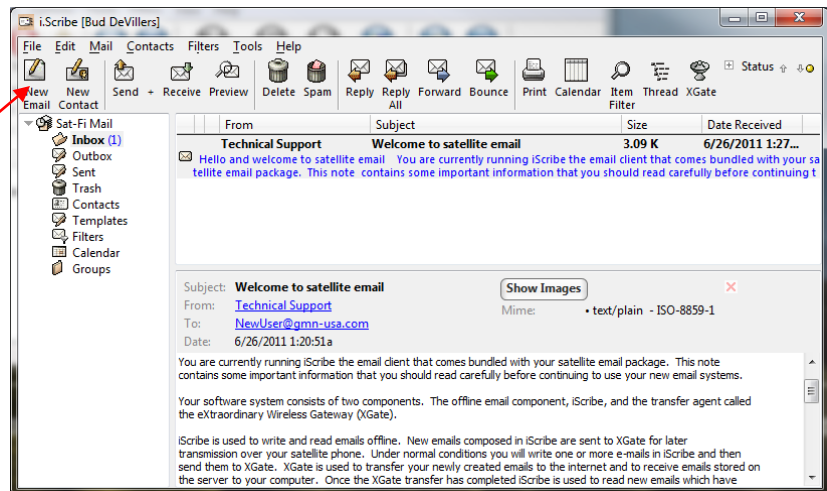 i.Scribe [Bud DeVillers]
File Edit Mail Contacts Filters Tools Help
New Email New Contact Send + Receive Preview Delete Spam Reply Reply All Forward Bounce Print Calendar Item Filter Thread XGate Status
Sat-Fi Mail
Inbox (1)
Outbox
Sent
Trash
Contacts
Templates
Filters
Calendar
Groups
From Subject Size Date Received
Technical Support Welcome to satellite email 3.09 K 6/26/2011 1:27...
Hello and welcome to satellite email You are currently running iScribe the email client that comes bundled with your sa
tellite email package. This note contains some important information that you should read carefully before continuing t
Subject: Welcome to satellite email
Show Images
From: Technical Support
Mime: • text/plain - ISO-8859-1
To: NewUser@gmn-usa.com
Date: 6/26/2011 1:20:51a
You are currently running iScribe the email client that comes bundled with your satellite email package. This note
contains some important information that you should read carefully before continuing to use your new email systems.
Your software system consists of two components. The offline email component, iScribe, and the transfer agent called
the eXtraordinary Wireless Gateway (XGate).
iScribe is used to write and read emails offline. New emails composed in iScribe are sent to XGate for later
transmission over your satellite phone. Under normal conditions you will write one or more e-mails in iScribe and then
send them to XGate. XGate is used to transfer your newly created emails to the internet and to receive emails stored on
the server to your computer. Once the XGate transfer has completed iScribe is used to read new emails which have